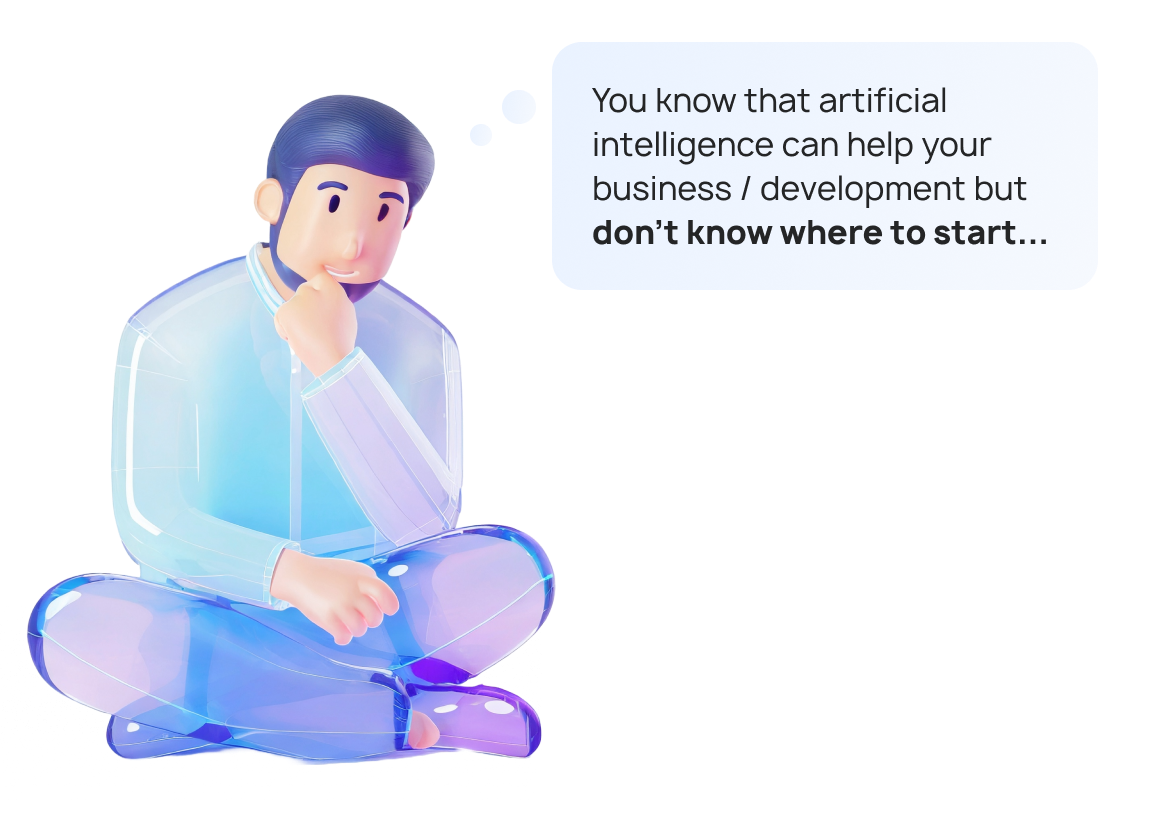 You know that artificial
intelligence can help your
business / development but
don’t know where to start...